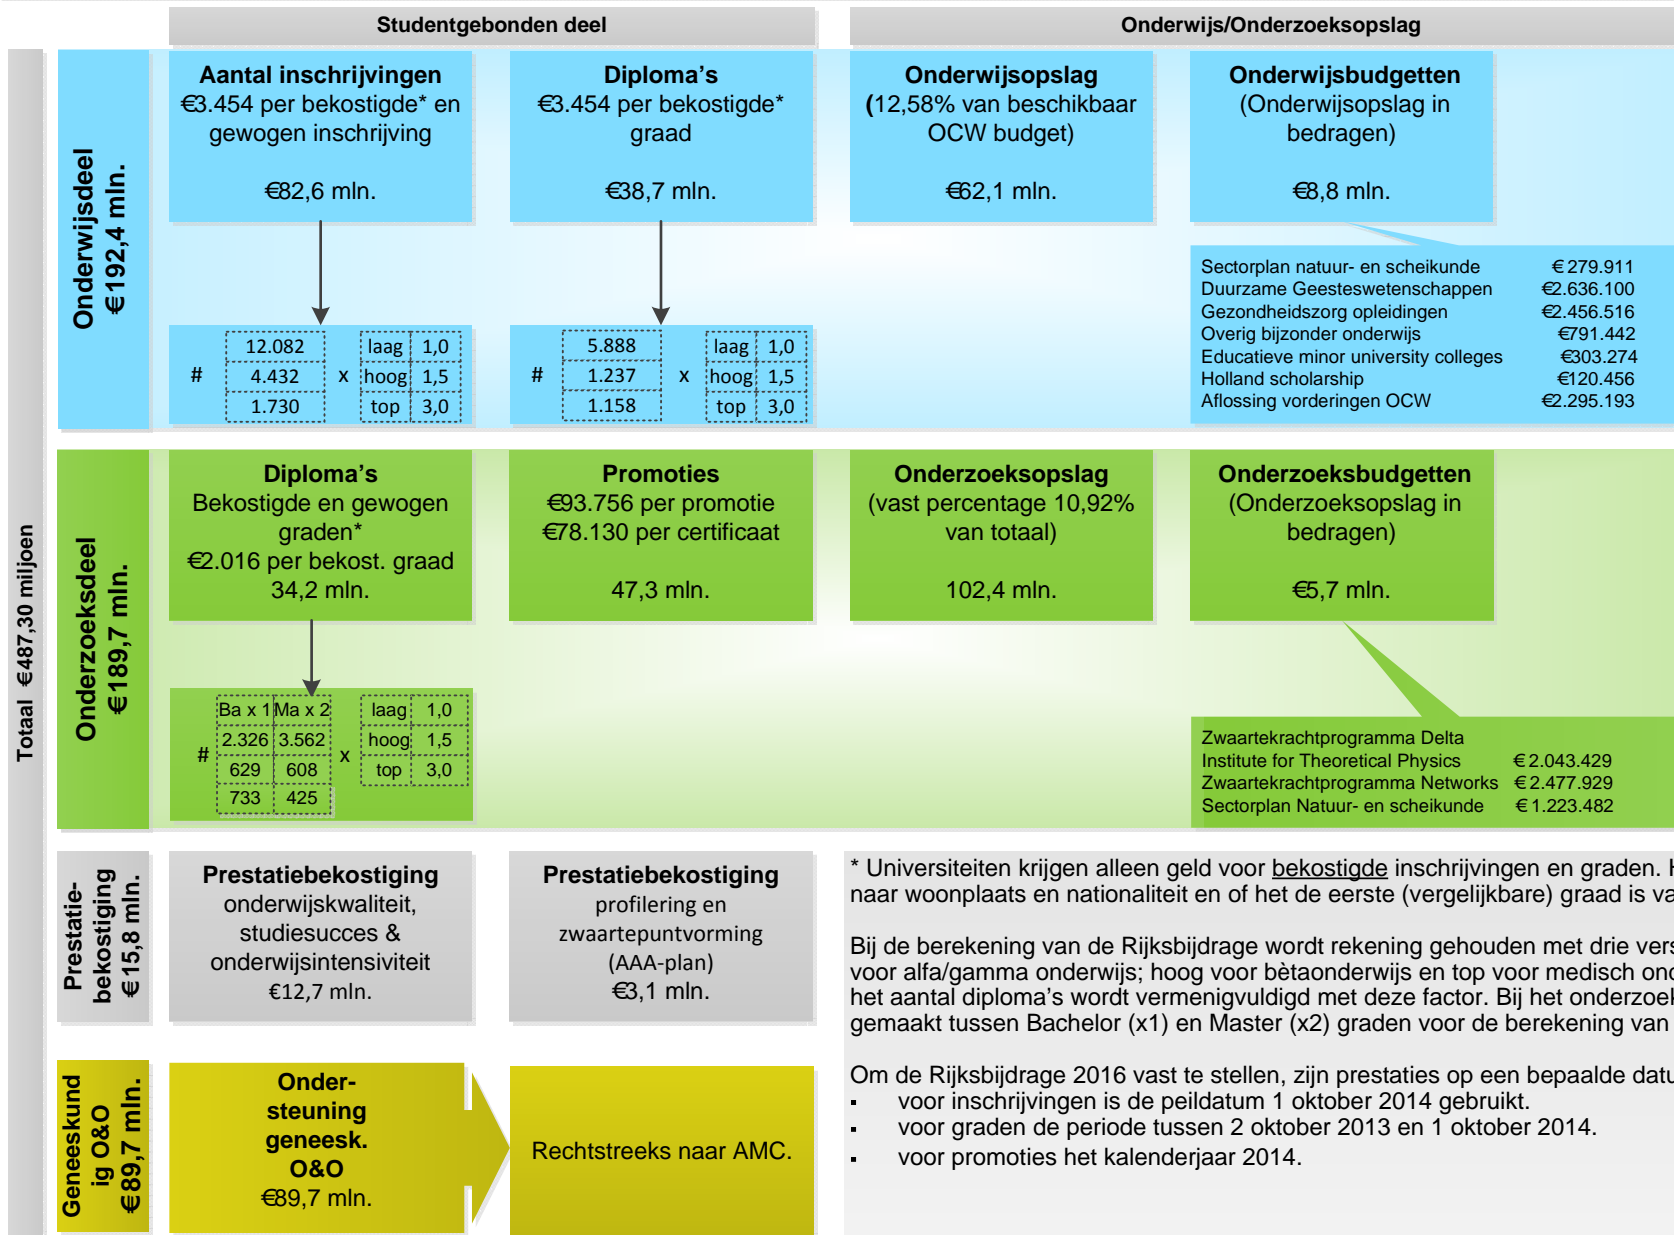 Studentgebonden deel
Onderwijs/Onderzoeksopslag
Totaal €487,30 miljoen
Onderwijsdeel
€192,4 mln.
Aantal inschrijvingen
€3.454 per bekostigde* en
gewogen inschrijving
€82,6 mln.
Diploma's
€3.454 per bekostigde*
graad
€38,7 mln.
Onderwijsopslag
(12,58% van beschikbaar
OCW budget)
€62,1 mln.
Onderwijsbudgetten
(Onderwijsopslag in
bedragen)
€8,8 mln.
# x
12.082 laag 1,0
4.432 hoog 1,5
1.730 top 3,0
# x
5.888 laag 1,0
1.237 hoog 1,5
1.158 top 3,0
Sectorplan natuur- en scheikunde € 279.911
Duurzame Geesteswetenschappen €2.636.100
Gezondheidszorg opleidingen €2.456.516
Overig bijzonder onderwijs €791.442
Educatieve minor university colleges €303.274
Holland scholarship €120.456
Aflossing vorderingen OCW €2.295.193
Onderzoeksdeel
€189,7 mln.
Diploma's
Bekostigde en gewogen
graden*
€2.016 per bekost. graad
34,2 mln.
Promoties
€93.756 per promotie
€78.130 per certificaat
47,3 mln.
Onderzoeksopslag
(vast percentage 10,92%
van totaal)
102,4 mln.
Onderzoeksbudgetten
(Onderzoeksopslag in
bedragen)
€5,7 mln.
# x
Ba x 1 Ma x 2 laag 1,0
2.326 3.562 hoog 1,5
629 608 top 3,0
733 425
Zwaartekrachtprogramma Delta
Institute for Theoretical Physics € 2.043.429
Zwaartekrachtprogramma Networks € 2.477.929
Sectorplan Natuur- en scheikunde € 1.223.482
Prestatie-
bekostiging
€15,8 mln.
Prestatiebekostiging
onderwijskwaliteit,
studiesucces &
onderwijsintensiviteit
€12,7 mln.
Prestatiebekostiging
profilering en
zwaartepuntvorming
(AAA-plan)
€3,1 mln.
* Universiteiten krijgen alleen geld voor bekostigde inschrijvingen en graden. H
naar woonplaats en nationaliteit en of het de eerste (vergelijkbare) graad is va
Bij de berekening van de Rijksbijdrage wordt rekening gehouden met drie vers
voor alfa/gamma onderwijs; hoog voor bètaonderwijs en top voor medisch ond
het aantal diploma's wordt vermenigvuldigd met deze factor. Bij het onderzoek
gemaakt tussen Bachelor (x1) en Master (x2) graden voor de berekening van
Om de Rijksbijdrage 2016 vast te stellen, zijn prestaties op een bepaalde datu
▪ voor inschrijvingen is de peildatum 1 oktober 2014 gebruikt.
▪ voor graden de periode tussen 2 oktober 2013 en 1 oktober 2014.
▪ voor promoties het kalenderjaar 2014.
Geneeskund
ig O&O
€89,7 mln.
Onder-
steuning
geneesk.
O&O
€89,7 mln.
Rechtstreeks naar AMC.